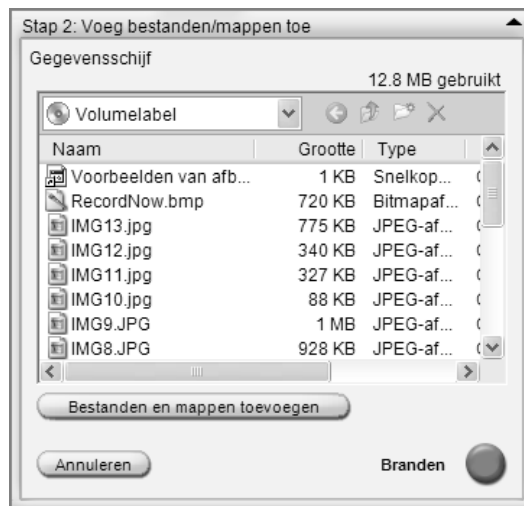 Stap 2: Voeg bestanden/mappen toe
Gegevensschijf
12.8 MB gebruikt
Volumelabel
Naam Grootte Type
Voorbeelden van afb... 1 KB Snelkop...
RecordNow.bmp 720 KB Bitmapaf...
IMG13.jpg 775 KB JPEG-af...
IMG12.jpg 340 KB JPEG-af...
IMG11.jpg 327 KB JPEG-af...
IMG10.jpg 88 KB JPEG-af...
IMG9.JPG 1 MB JPEG-af...
IMG8.JPG 928 KB JPEG-af...
Bestanden en mappen toevoegen
Annuleren Branden